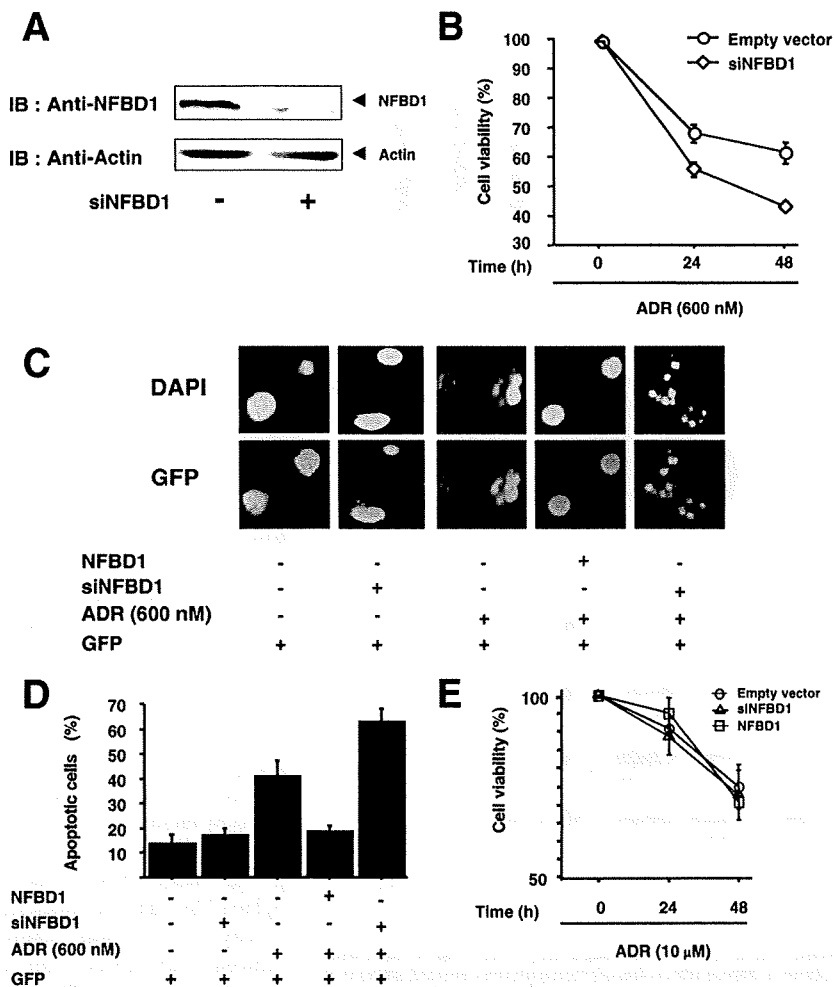 A
IB : Anti-NFBD1
NFBD1
IB : Anti-Actin
Actin
siNFBD1 - +
B
Cell viability (%)
100
90
80
70
60
50
40
30
Empty vector
siNFBD1
Time (h) 0 24 48
ADR (600 nM)
C
DAPI
GFP
NFBD1 - - - + -
siNFBD1 - + - - +
ADR (600 nM) - - + + +
GFP + + + + +
D
Apoptotic cells (%)
70
60
50
40
30
20
10
NFBD1 - - - + -
siNFBD1 - + - - +
ADR (600 nM) - - + + +
GFP + + + + +
E
Cell viability (%)
100
50
Empty vector
siNFBD1
NFBD1
Time (h) 0 24 48
ADR (10 µM)